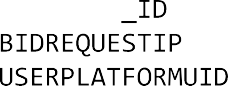 _ID
BIDREQUESTIP
USERPLATFORMUID